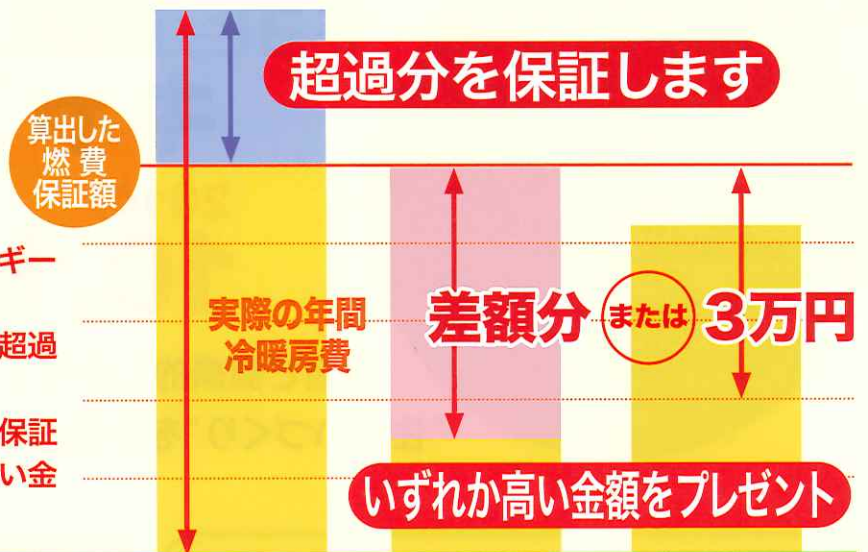 超過分を保証します
算出した
燃費
保証額
ギー
超過
保証
い金
実際の年間
冷暖房費
差額分 または 3万円
いずれか高い金額をプレゼント